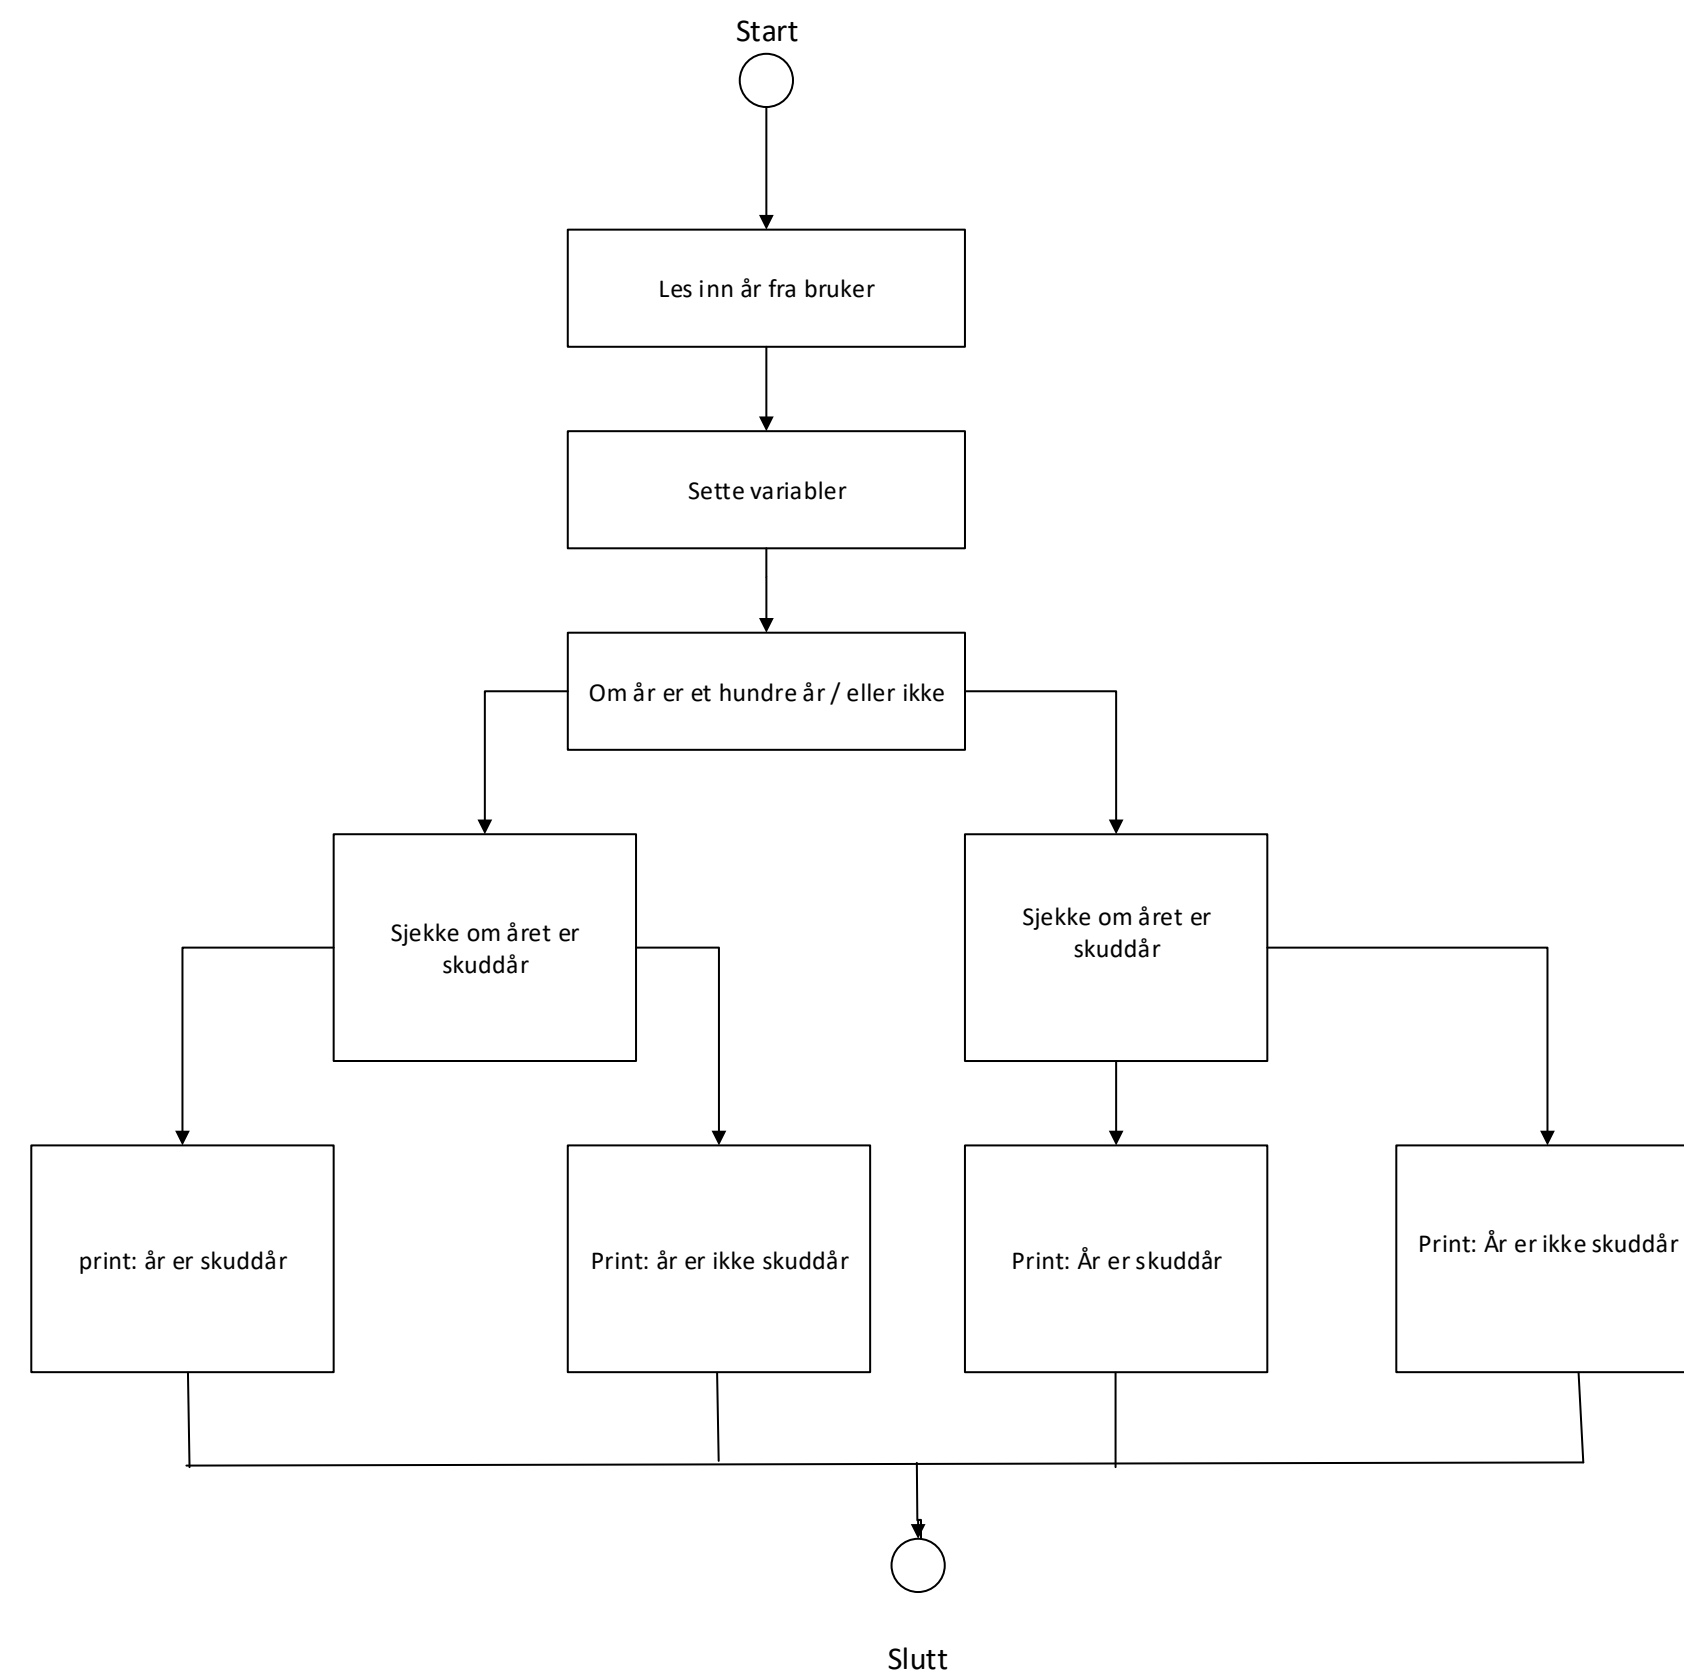 Start
Les inn år fra bruker
Sette variabler
Om år er et hundre år / eller ikke
Sjekke om året er
skuddår
Sjekke om året er
skuddår
print: år er skuddår
Print: år er ikke skuddår
Print: År er skuddår
Print: År er ikke skuddår
Slutt